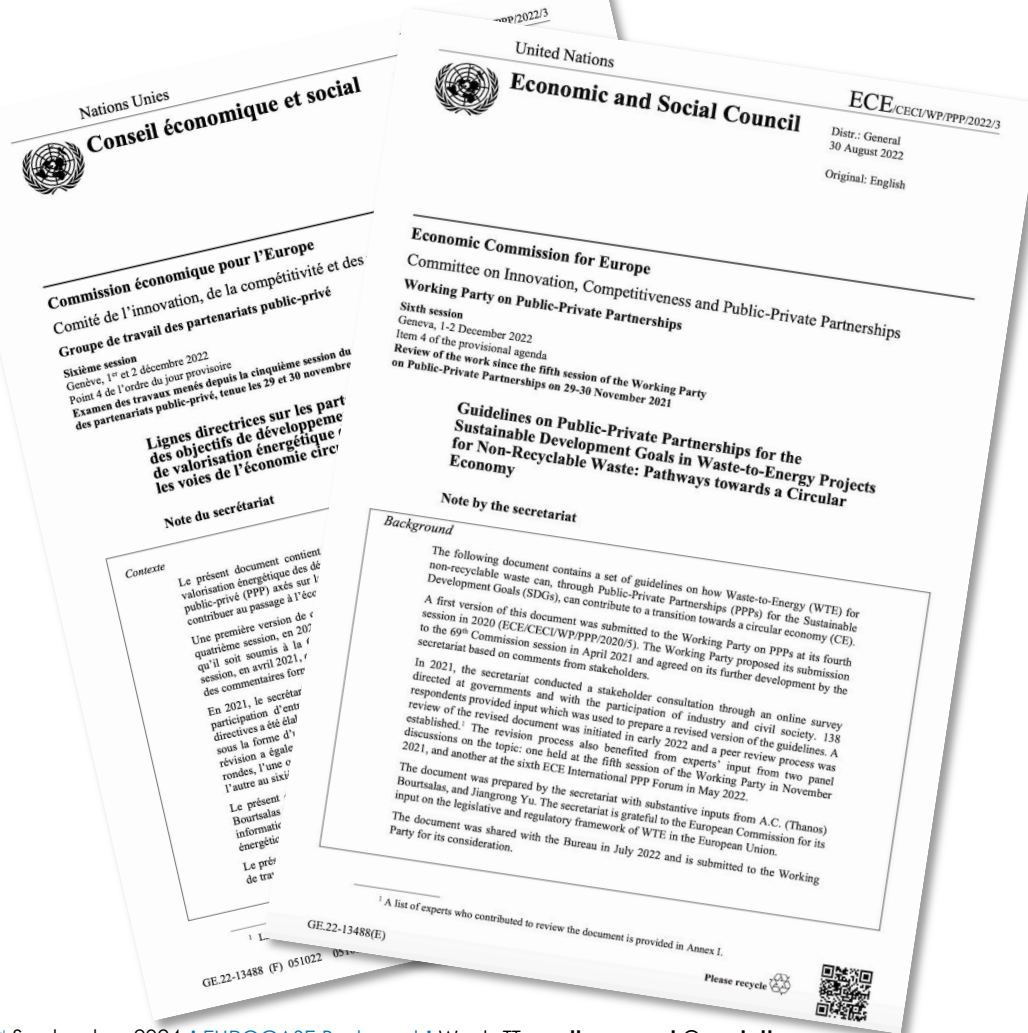 PPP/2022/3
Nations Unies
Conseil économique et social
Commission économique pour l'Europe
Comité de l'innovation, de la compétitivité et des
Groupe de travail des partenariats public-privé
Sixième session
Genève, 1er et 2 décembre 2022
Point 4 de l'ordre du jour provisoire
Examen des travaux menés depuis la cinquième session du
des partenariats public-privé, tenue les 29 et 30 novembre
Lignes directrices sur les part
des objectifs de développeme
de valorisation énergétique
les voies de l'économie circu
Note du secrétariat
Contexte
Le présent document contient
valorisation énergétique des dé
public-privé (PPP) axés sur l
contribuer au passage à l'éco
Une première version de
quatrième session, en 202
qu'il soit soumis à la
session, en avril 2021,
des commentaires form
En 2021, le secrétar
participation d'entr
directives a été élab
sous la forme d'
révision a égale
rondes, l'une o
l'autre au sixi
Le présent
Bourtsalas
informatic
énergétic
Le prés
de tra
1 L
GE.22-13488 (F) 051022 051
United Nations
Economic and Social Council
ECE/CECI/WP/PPP/2022/3
Distr.: General
30 August 2022
Original: English
Economic Commission for Europe
Committee on Innovation, Competitiveness and Public-Private Partnerships
Working Party on Public-Private Partnerships
Sixth session
Geneva, 1-2 December 2022
Item 4 of the provisional agenda
Review of the work since the fifth session of the Working Party
on Public-Private Partnerships on 29-30 November 2021
Guidelines on Public-Private Partnerships for the
Sustainable Development Goals in Waste-to-Energy Projects
for Non-Recyclable Waste: Pathways towards a Circular
Economy
Note by the secretariat
Background
The following document contains a set of guidelines on how Waste-to-Energy (WTE) for
non-recyclable waste can, through Public-Private Partnerships (PPPs) for the Sustainable
Development Goals (SDGs), can contribute to a transition towards a circular economy (CE).
A first version of this document was submitted to the Working Party on PPPs at its fourth
session in 2020 (ECE/CECI/WP/PPP/2020/5). The Working Party proposed its submission
to the 69th Commission session in April 2021 and agreed on its further development by the
secretariat based on comments from stakeholders.
In 2021, the secretariat conducted a stakeholder consultation through an online survey
directed at governments and with the participation of industry and civil society. 138
respondents provided input which was used to prepare a revised version of the guidelines. A
review of the revised document was initiated in early 2022 and a peer review process was
established.1 The revision process also benefited from experts' input from two panel
discussions on the topic: one held at the fifth session of the Working Party in November
2021, and another at the sixth ECE International PPP Forum in May 2022.
The document was prepared by the secretariat with substantive inputs from A.C. (Thanos)
Bourtsalas, and Jiangrong Yu. The secretariat is grateful to the European Commission for its
input on the legislative and regulatory framework of WTE in the European Union.
The document was shared with the Bureau in July 2022 and is submitted to the Working
Party for its consideration.
1 A list of experts who contributed to review the document is provided in Annex I.
GE.22-13488(E)
Please recycle